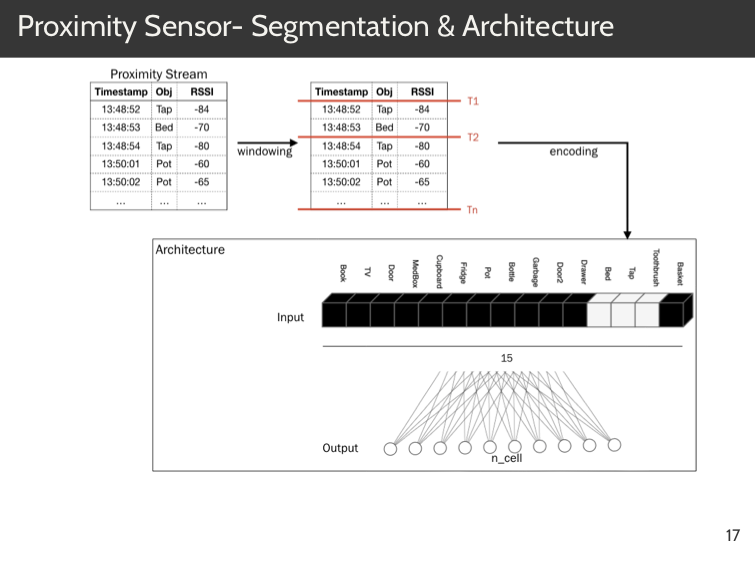 Proximity Sensor- Segmentation & Architecture
Proximity Stream
Timestamp Obj RSSI
13:48:52 Tap -84
13:48:53 Bed -70
13:48:54 Tap -80
13:50:01 Pot -60
13:50:02 Pot -65
... ... ...
windowing
Timestamp Obj RSSI
13:48:52 Tap -84
13:48:53 Bed -70
13:48:54 Tap -80
13:50:01 Pot -60
13:50:02 Pot -65
... ... ...
T1
T2
Tn
encoding
Architecture
Book
TV
Door
MedBox
Cupboard
Fridge
Pot
Bottle
Garbage
Door2
Drawer
Bed
Tap
Toothbrush
Basket
Input
15
Output
n_cell
17